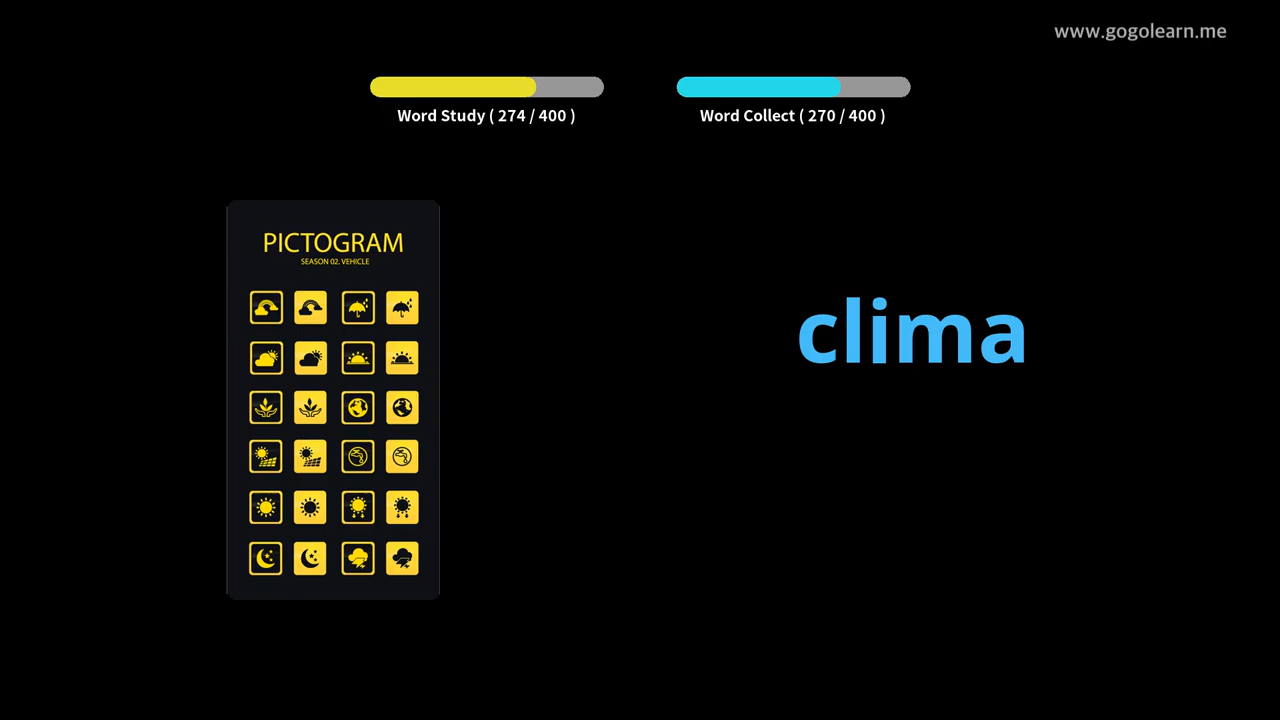 www.gogolearn.me
Word Study ( 274 / 400 )
Word Collect ( 270 / 400 )
PICTOGRAM
SEASON 02. VEHICLE
clima